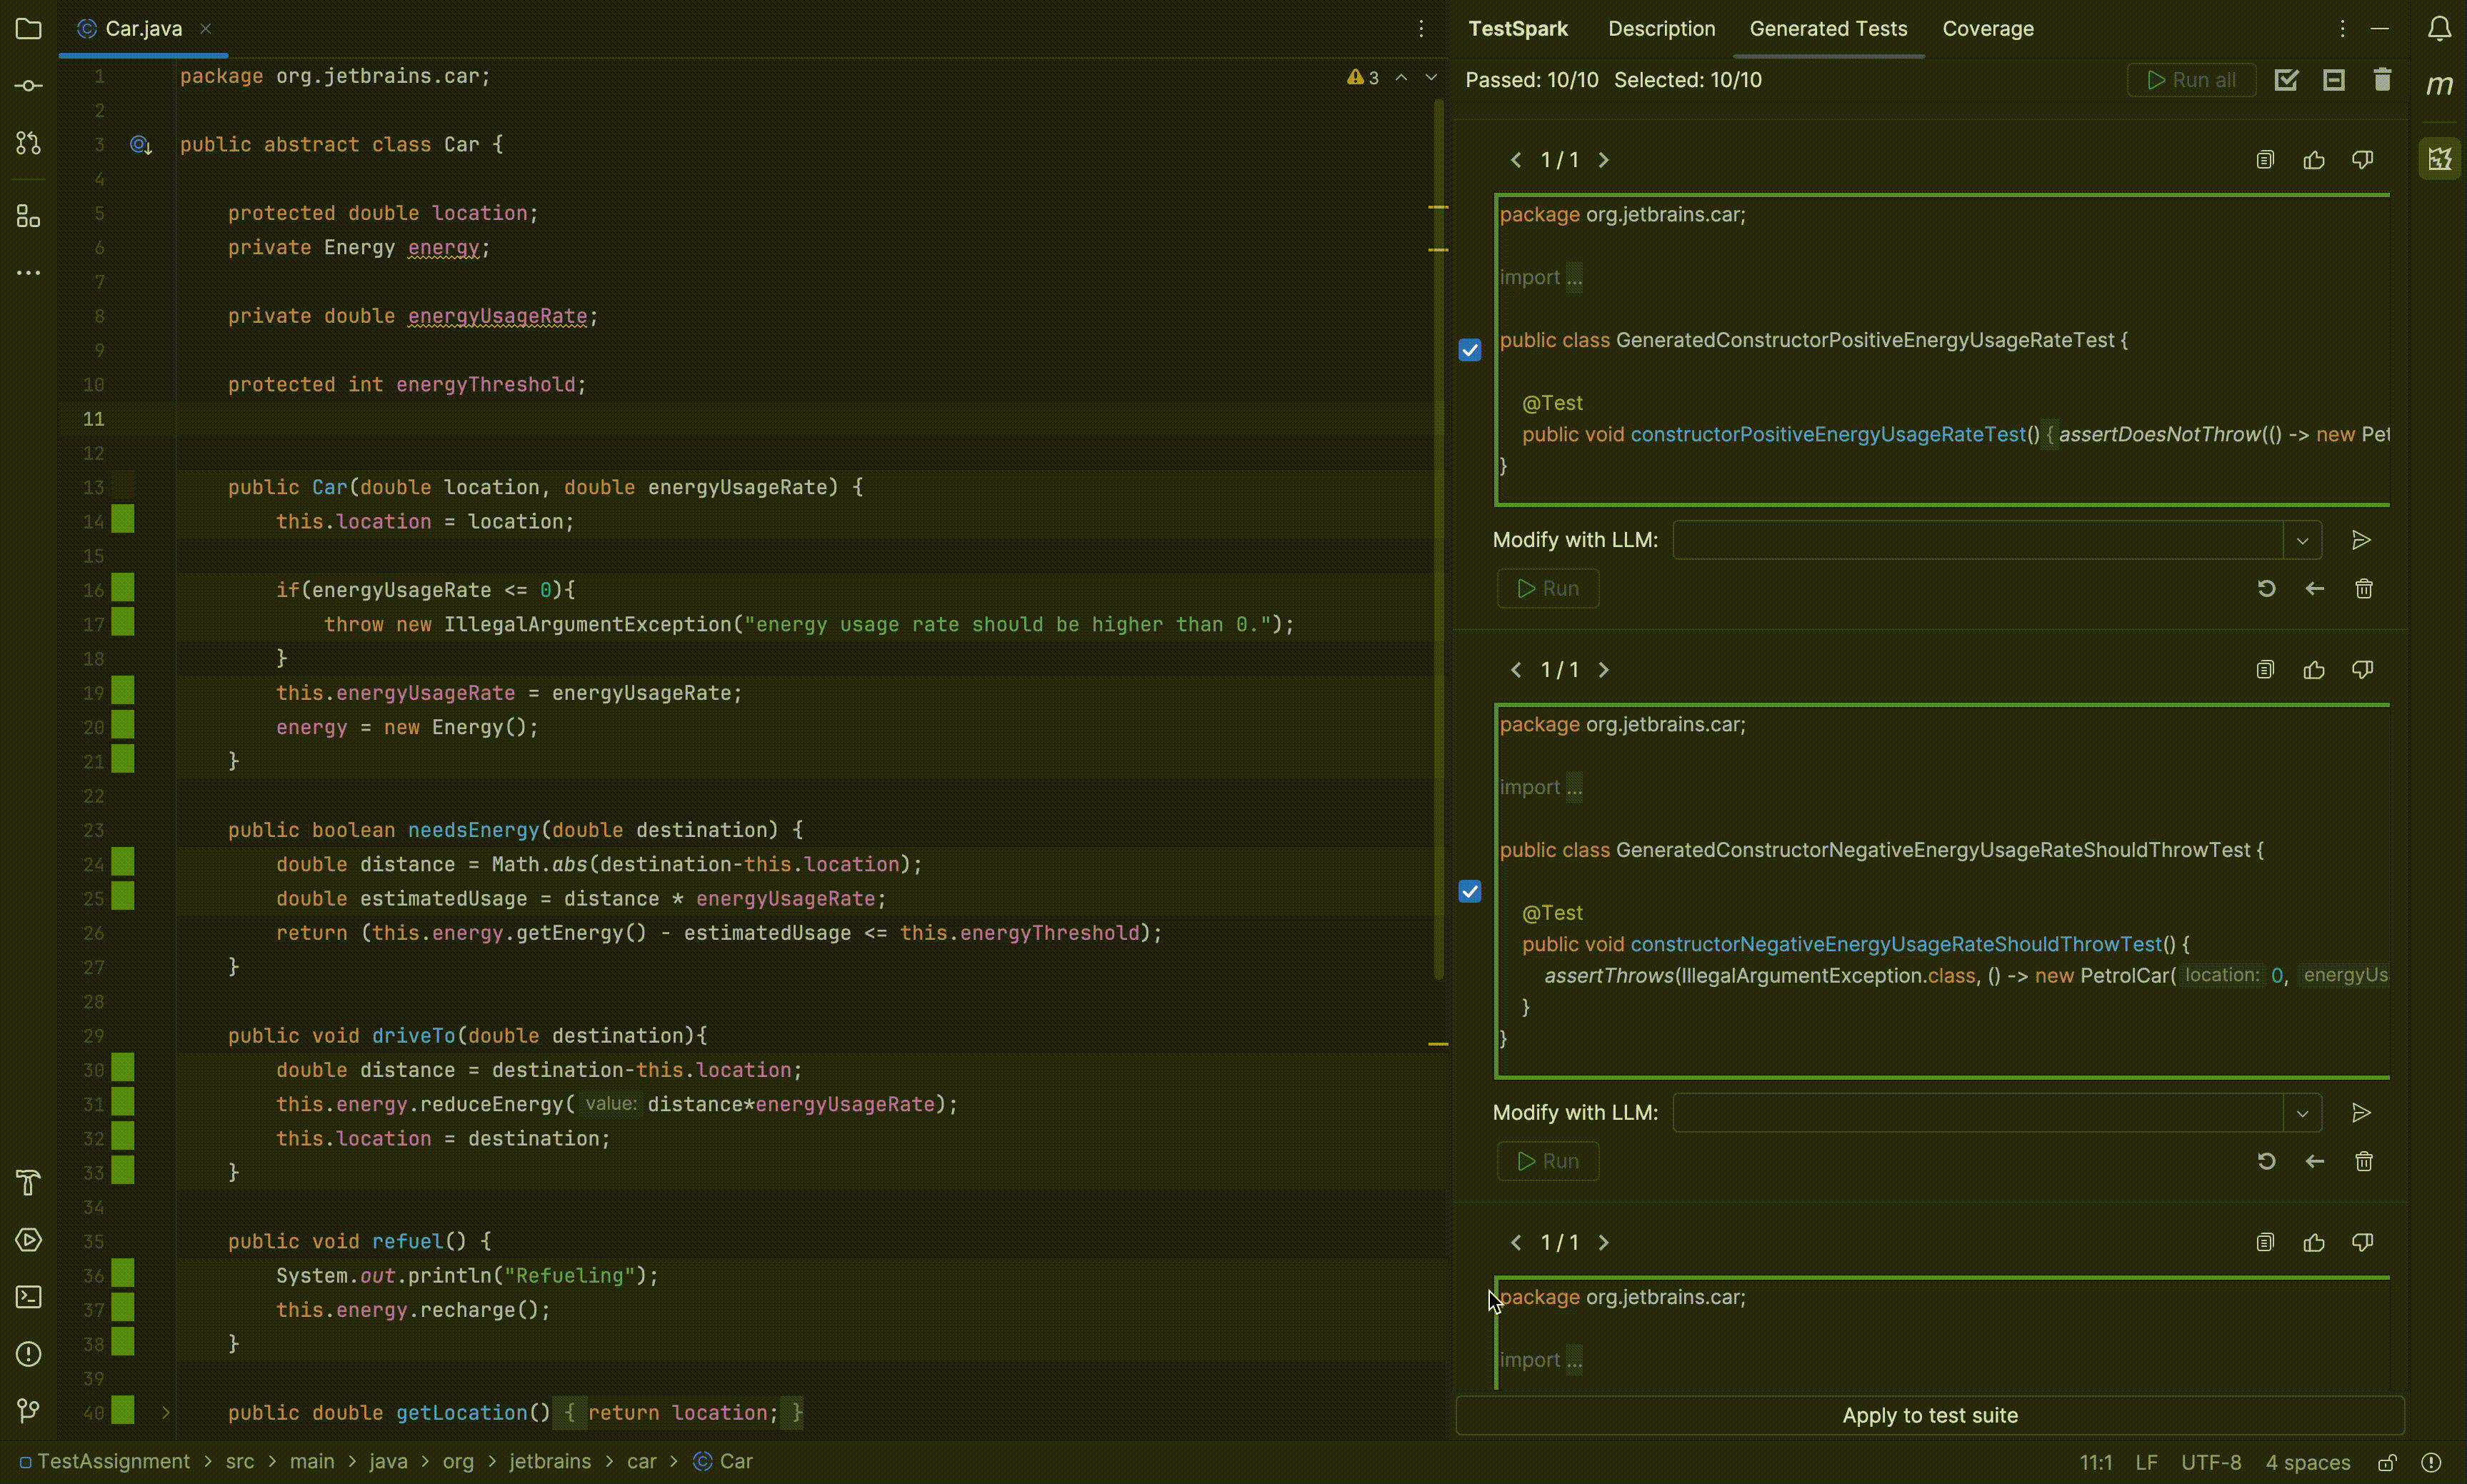 Car.java
TestSpark Description Generated Tests Coverage
Passed: 10/10 Selected: 10/10 Run all
3
1 package org.jetbrains.car;
2
3 public abstract class Car {
4
5 protected double location;
6 private Energy energy;
7
8 private double energyUsageRate;
9
10 protected int energyThreshold;
11
12
13 public Car(double location, double energyUsageRate) {
14 this.location = location;
15
16 if(energyUsageRate <= 0){
17 throw new IllegalArgumentException("energy usage rate should be higher than 0.");
18 }
19 this.energyUsageRate = energyUsageRate;
20 energy = new Energy();
21 }
22
23 public boolean needsEnergy(double destination) {
24 double distance = Math.abs(destination-this.location);
25 double estimatedUsage = distance * energyUsageRate;
26 return (this.energy.getEnergy() - estimatedUsage <= this.energyThreshold);
27 }
28
29 public void driveTo(double destination){
30 double distance = destination-this.location;
31 this.energy.reduceEnergy( value: distance*energyUsageRate);
32 this.location = destination;
33 }
34
35 public void refuel() {
36 System.out.println("Refueling");
37 this.energy.recharge();
38 }
39
40 public double getLocation() { return location; }
1/1
package org.jetbrains.car;
import ...
public class GeneratedConstructorPositiveEnergyUsageRateTest {
@Test
public void constructorPositiveEnergyUsageRateTest() { assertDoesNotThrow(() -> new Pet
}
Modify with LLM:
Run
1/1
package org.jetbrains.car;
import ...
public class GeneratedConstructorNegativeEnergyUsageRateShouldThrowTest {
@Test
public void constructorNegativeEnergyUsageRateShouldThrowTest() {
assertThrows(IllegalArgumentException.class, () -> new PetrolCar( location: 0, energyUs
}
}
Modify with LLM:
Run
1/1
package org.jetbrains.car;
import ...
Apply to test suite
m
TestAssignment > src > main > java > org > jetbrains > car > Car
11:1 LF UTF-8 4 spaces